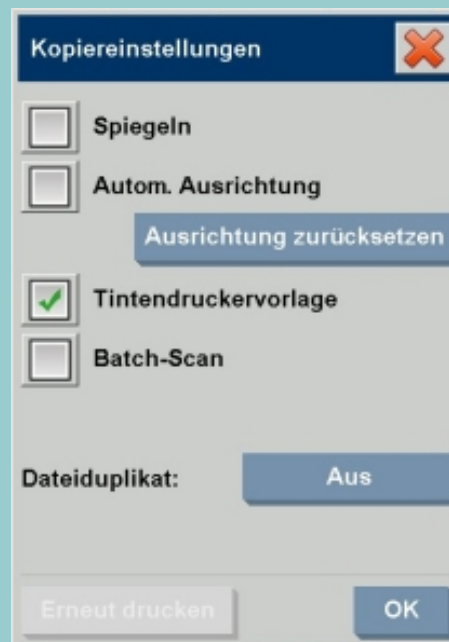 Kopiereinstellungen
Spiegeln
Autom. Ausrichtung
Ausrichtung zurücksetzen
Tintendruckervorlage
Batch-Scan
Dateiduplikat: Aus
Erneut drucken OK